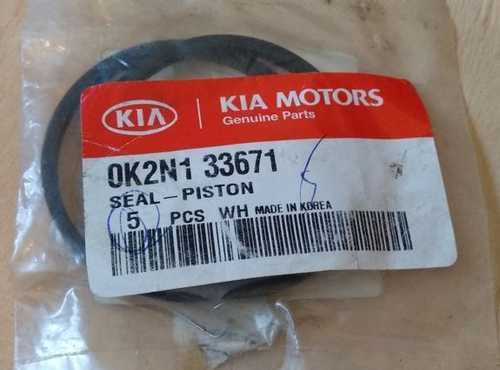 KIA
KIA MOTORS
Genuine Parts
0K2N1 33671
SEAL-PISTON
5 PCS WH MADE IN KOREA